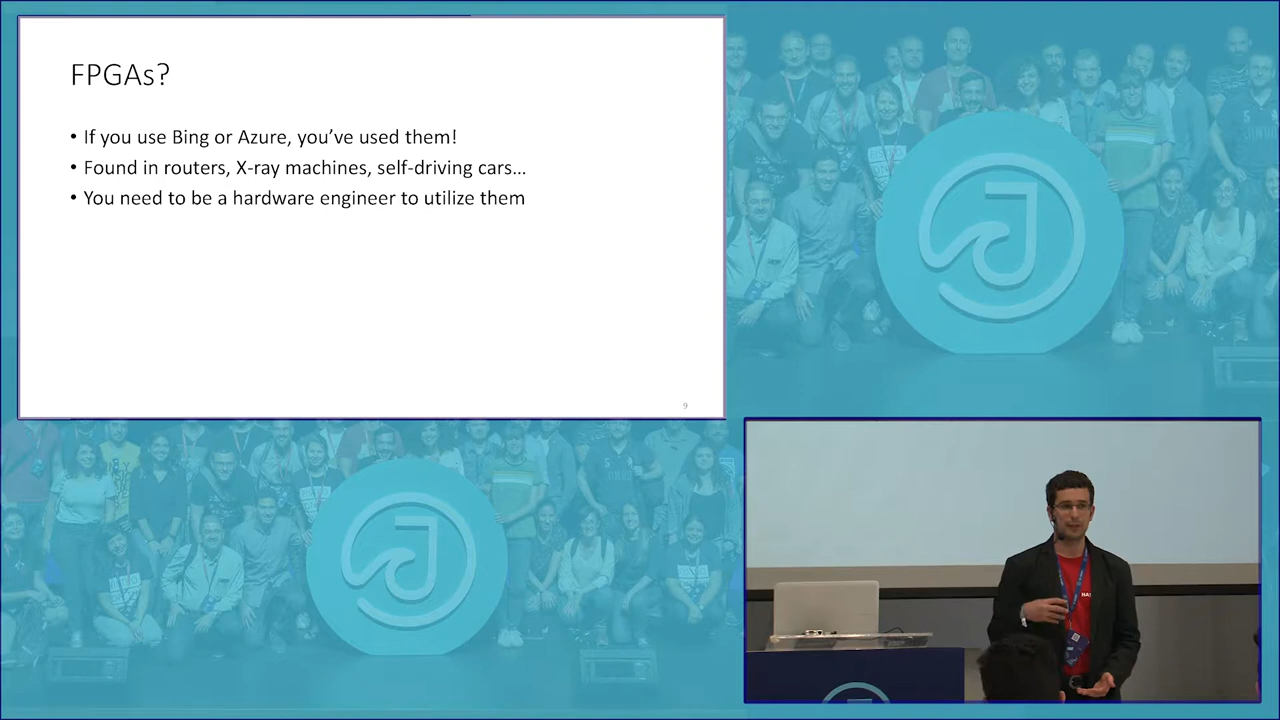 FPGAs?
• If you use Bing or Azure, you’ve used them!
• Found in routers, X-ray machines, self-driving cars…
• You need to be a hardware engineer to utilize them
9